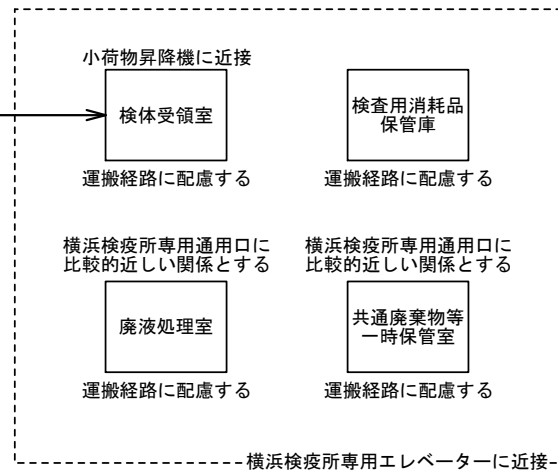 小荷物昇降機に近接
検体受領室
運搬経路に配慮する
検査用消耗品
保管庫
運搬経路に配慮する
横浜検疫所専用通用口に
比較的近しい関係とする
廃液処理室
運搬経路に配慮する
横浜検疫所専用通用口に
比較的近しい関係とする
共通廃棄物等
一時保管室
運搬経路に配慮する
横浜検疫所専用エレベーターに近接